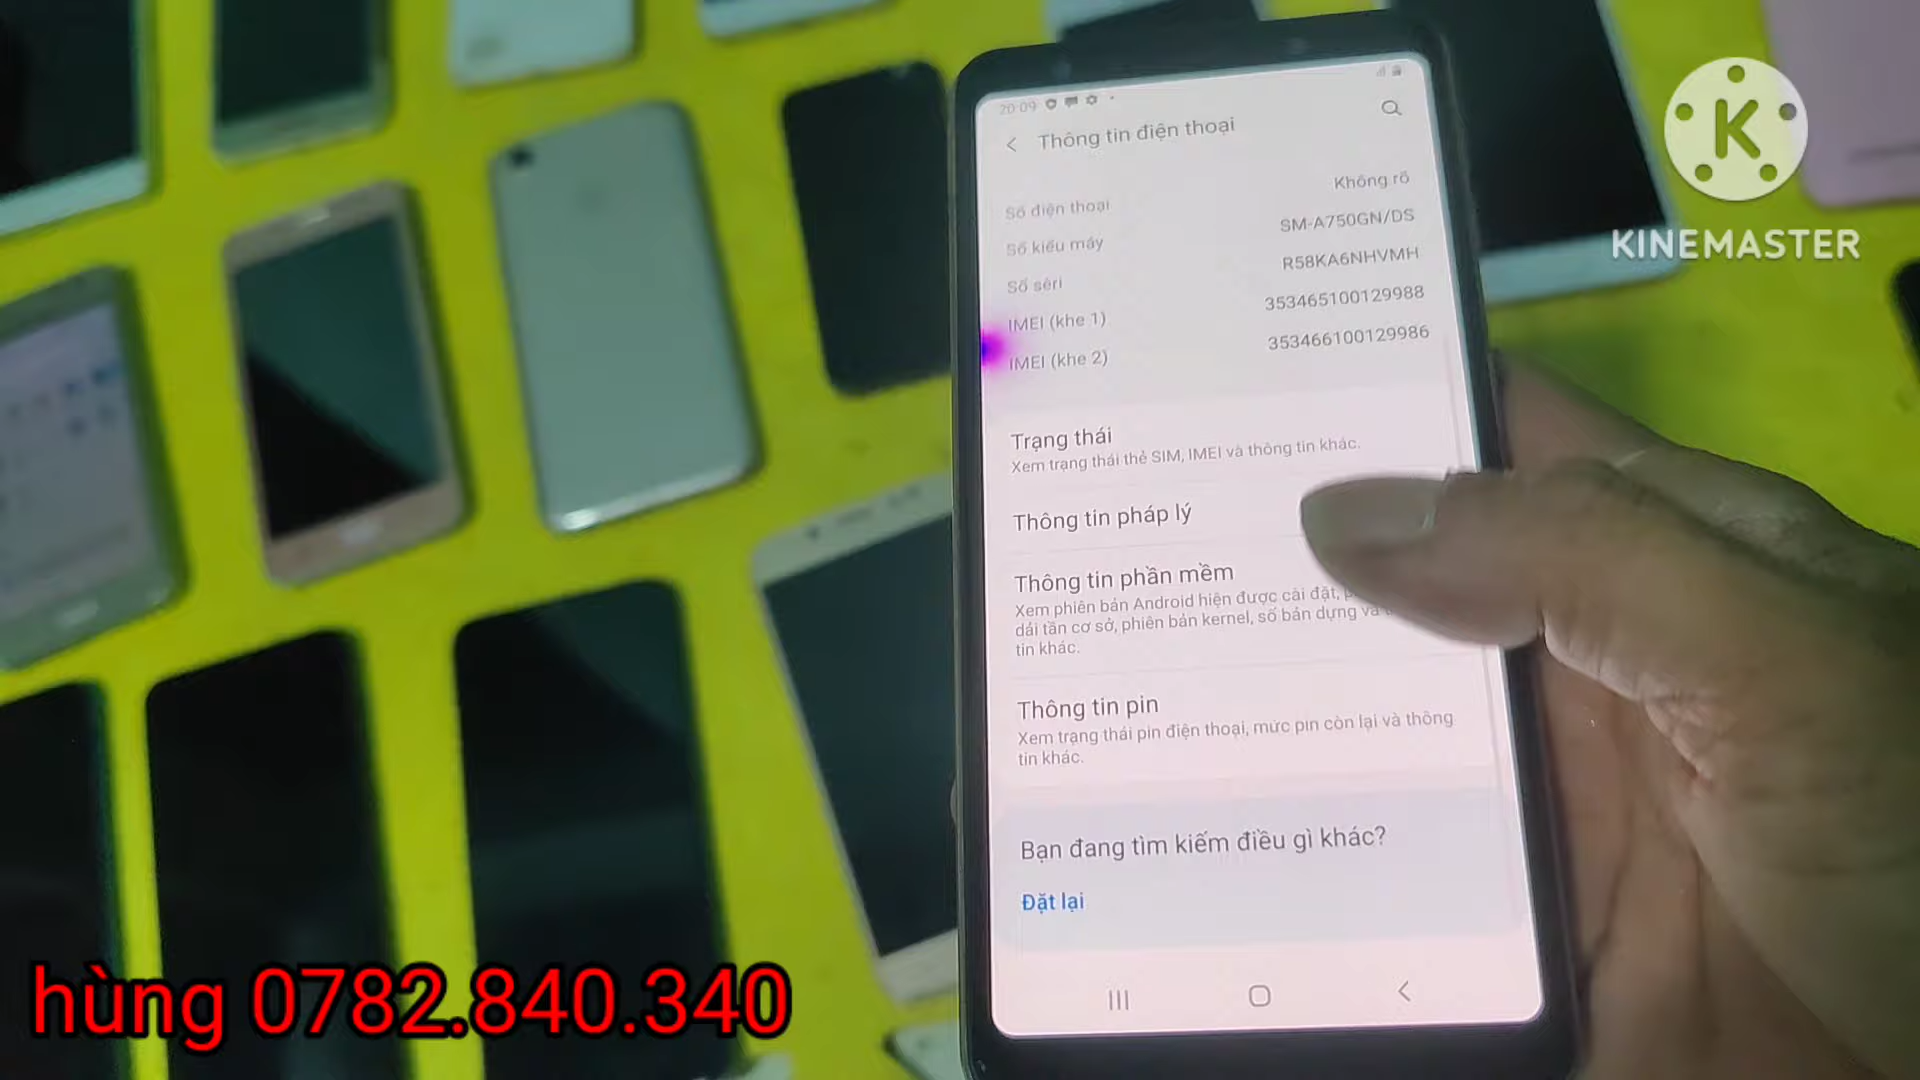 20:09
Thông tin điện thoại
Số điện thoại Không rõ
Số kiểu máy SM-A750GN/DS
Số sêri R58KA6NHVMH
IMEI (khe 1) 353465100129988
IMEI (khe 2) 353466100129986
Trạng thái
Xem trạng thái thẻ SIM, IMEI và thông tin khác.
Thông tin pháp lý
Thông tin phần mềm
Xem phiên bản Android hiện được cài đặt,
dải tần cơ sở, phiên bản kernel, số bản dựng và
tin khác.
Thông tin pin
Xem trạng thái pin điện thoại, mức pin còn lại và thông
tin khác.
Bạn đang tìm kiếm điều gì khác?
Đặt lại
K
KINEMASTER
hùng 0782.840.340